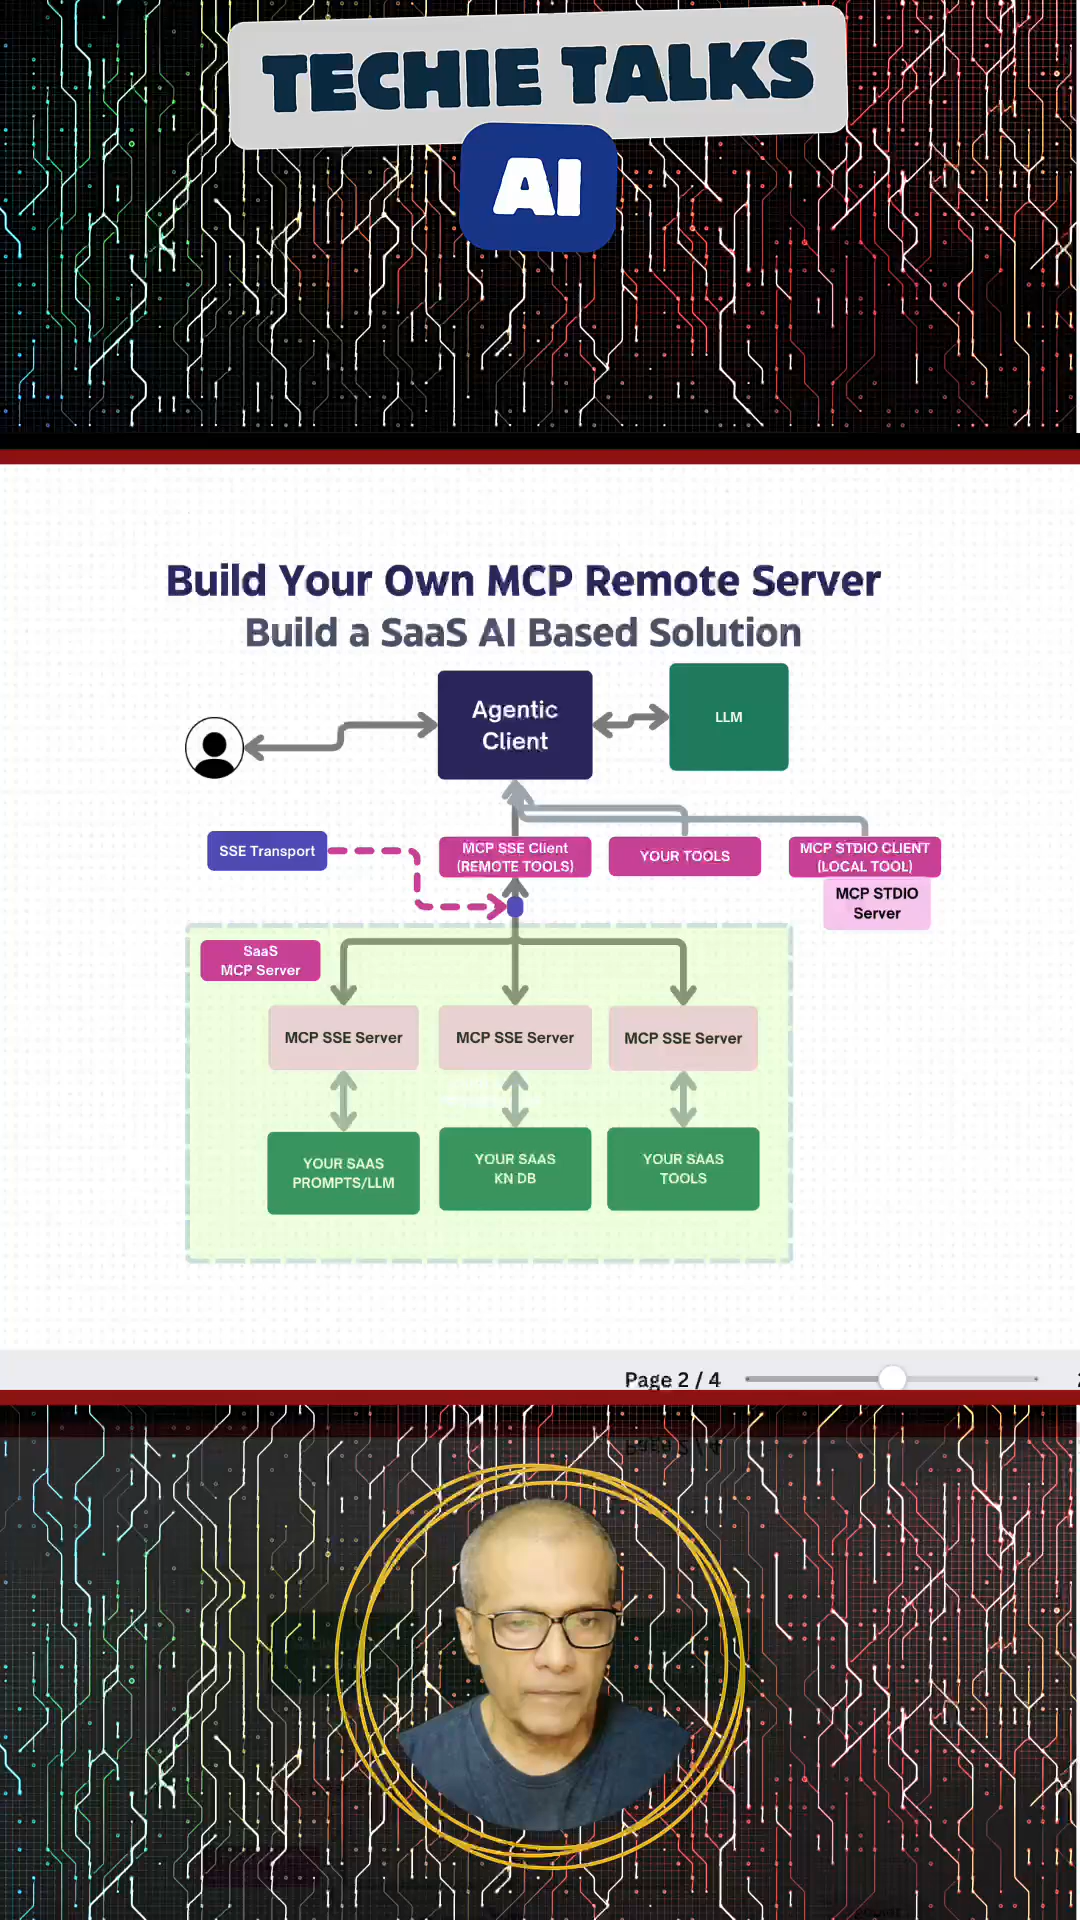 TECHIE TALKS
AI
Build Your Own MCP Remote Server
Build a SaaS AI Based Solution
Agentic
Client
LLM
SSE Transport
MCP SSE Client
(REMOTE TOOLS)
YOUR TOOLS
MCP STDIO CLIENT
(LOCAL TOOL)
MCP STDIO
Server
SaaS
MCP Server
MCP SSE Server
MCP SSE Server
MCP SSE Server
YOUR SAAS
PROMPTS/LLM
YOUR SAAS
KN DB
YOUR SAAS
TOOLS
Page 2 / 4